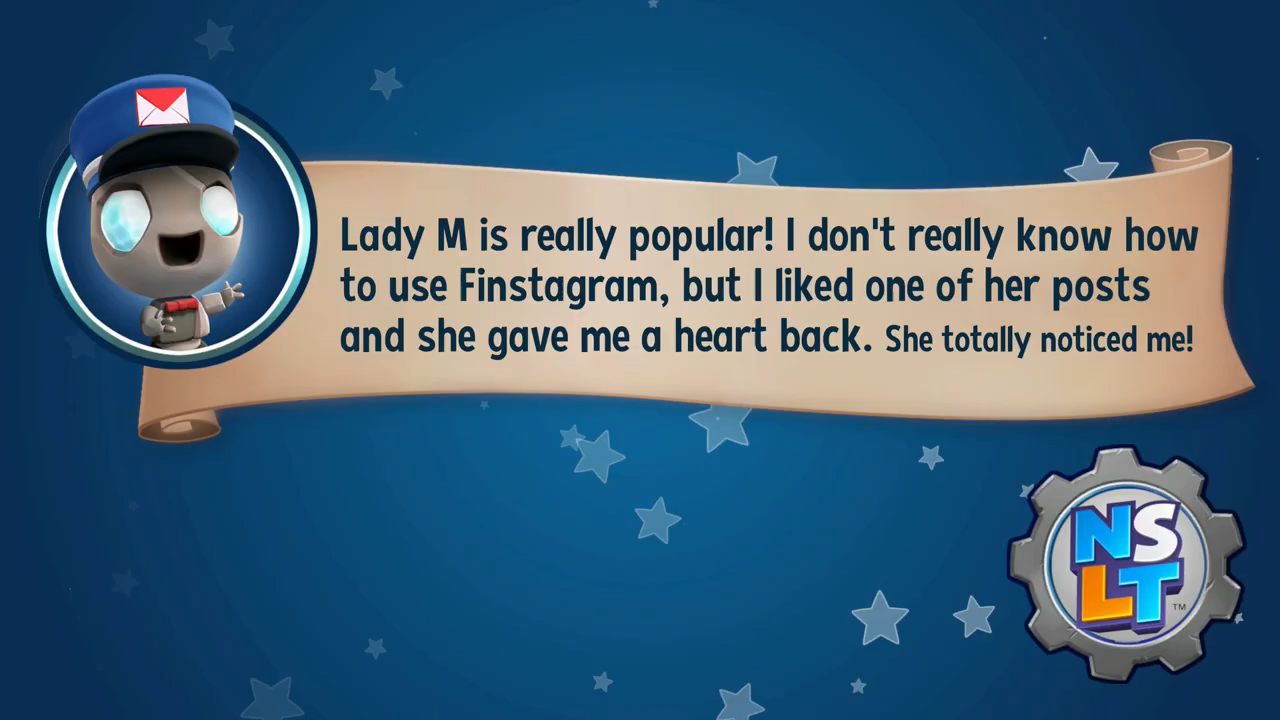 Lady M is really popular! I don't really know how
to use Finstagram, but I liked one of her posts
and she gave me a heart back. She totally noticed me!
NS
LT
TM